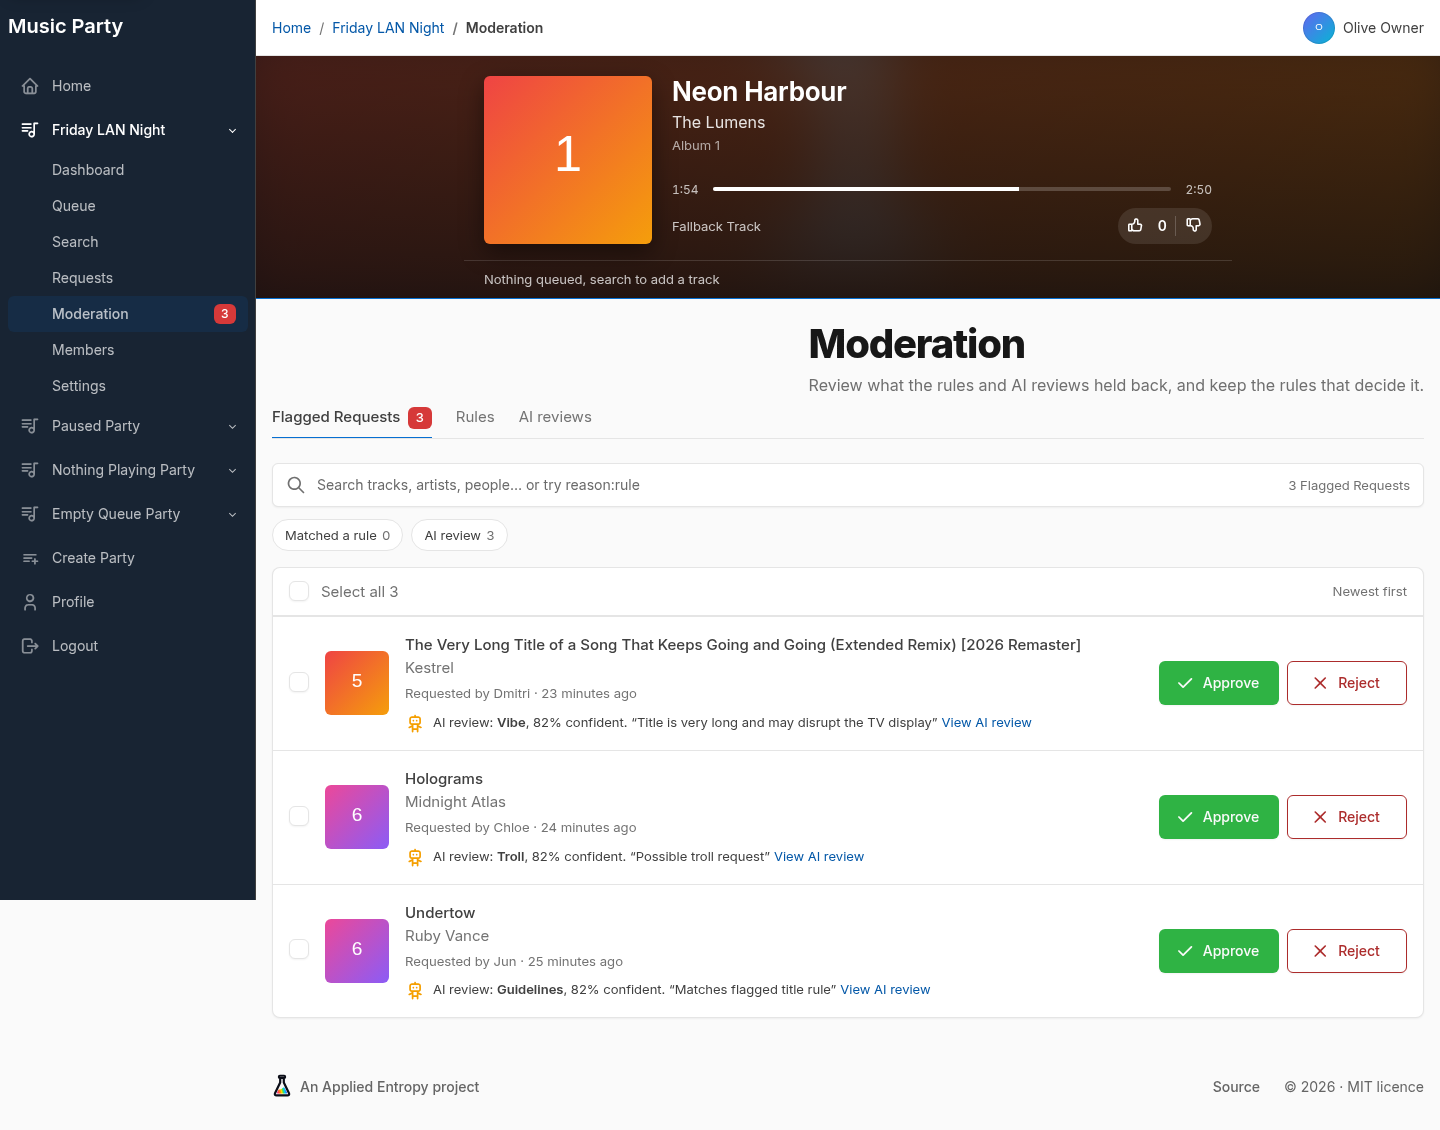 Music Party
Home
Friday LAN Night
Dashboard
Queue
Search
Requests
Moderation 3
Members
Settings
Paused Party
Nothing Playing Party
Empty Queue Party
Create Party
Profile
Logout
Home / Friday LAN Night / Moderation
O Olive Owner
1
Neon Harbour
The Lumens
Album 1
1:54 2:50
Fallback Track 0
Nothing queued, search to add a track
Moderation
Review what the rules and AI reviews held back, and keep the rules that decide it.
Flagged Requests 3 Rules AI reviews
Search tracks, artists, people... or try reason:rule 3 Flagged Requests
Matched a rule 0 AI review 3
Select all 3 Newest first
5
The Very Long Title of a Song That Keeps Going and Going (Extended Remix) [2026 Remaster]
Kestrel
Requested by Dmitri · 23 minutes ago
AI review: Vibe, 82% confident. “Title is very long and may disrupt the TV display” View AI review
Approve Reject
6
Holograms
Midnight Atlas
Requested by Chloe · 24 minutes ago
AI review: Troll, 82% confident. “Possible troll request” View AI review
Approve Reject
6
Undertow
Ruby Vance
Requested by Jun · 25 minutes ago
AI review: Guidelines, 82% confident. “Matches flagged title rule” View AI review
Approve Reject
An Applied Entropy project Source © 2026 · MIT licence